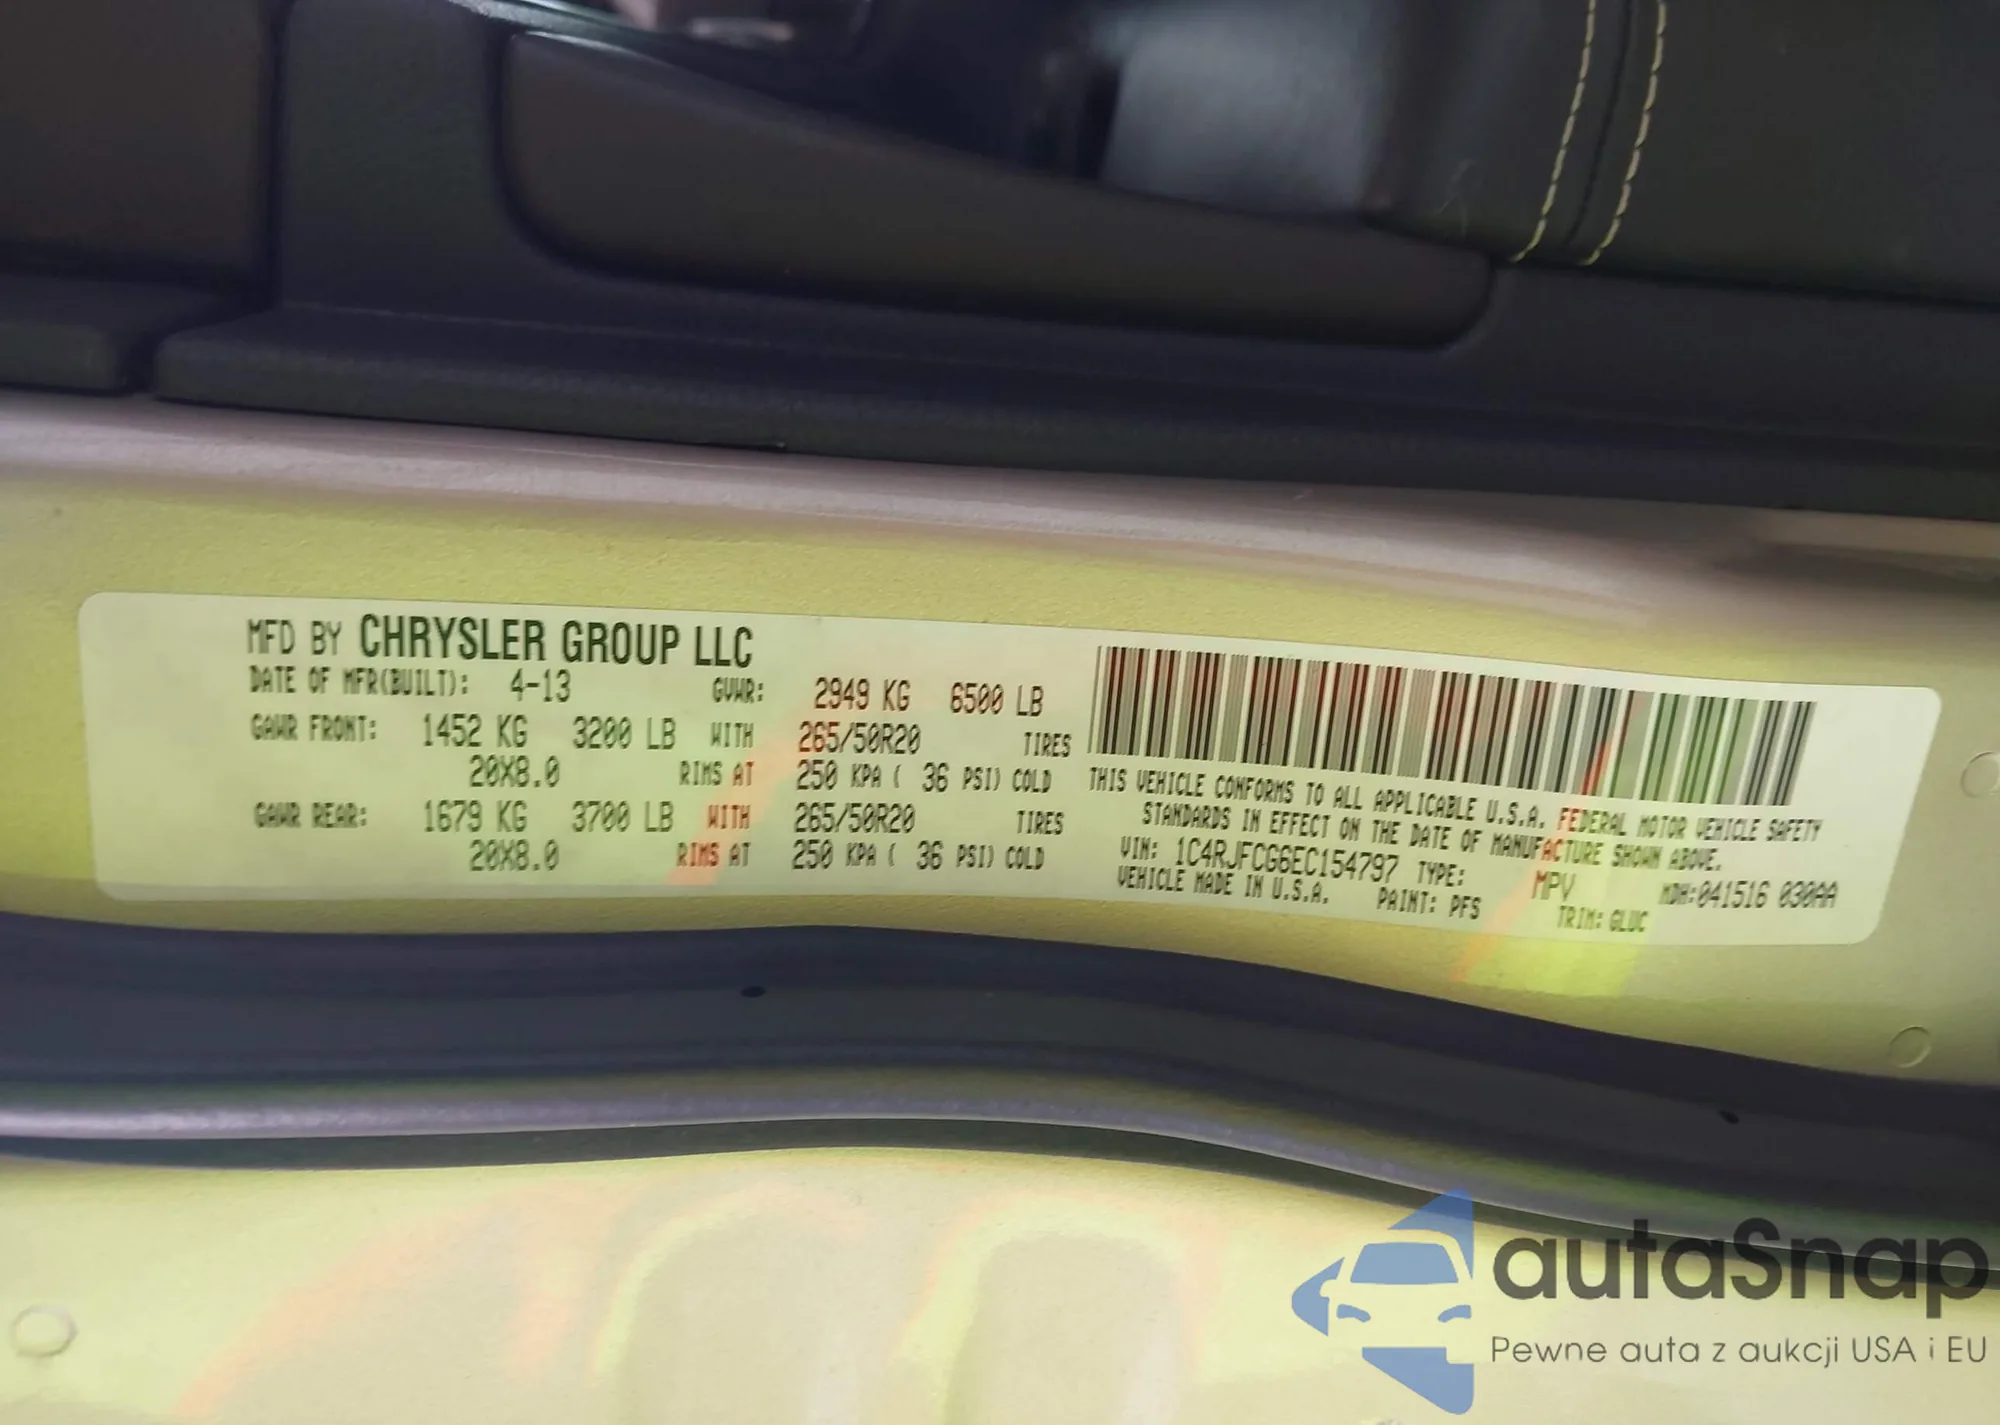 MFD BY CHRYSLER GROUP LLC
DATE OF MFR(BUILT): 4-13 GVWR: 2949 KG 6500 LB
GAWR FRONT: 1452 KG 3200 LB WITH 265/50R20 TIRES
20X8.0 RIMS AT 250 KPA ( 36 PSI) COLD
GAWR REAR: 1679 KG 3700 LB WITH 265/50R20 TIRES
20X8.0 RIMS AT 250 KPA ( 36 PSI) COLD
THIS VEHICLE CONFORMS TO ALL APPLICABLE U.S.A. FEDERAL MOTOR VEHICLE SAFETY
STANDARDS IN EFFECT ON THE DATE OF MANUFACTURE SHOWN ABOVE.
VIN: 1C4RJFCG6EC154797 TYPE: MPV MDH:041516 030AA
VEHICLE MADE IN U.S.A. PAINT: PFS TRIM: GLUC
autaSnap
Pewne auta z aukcji USA i EU